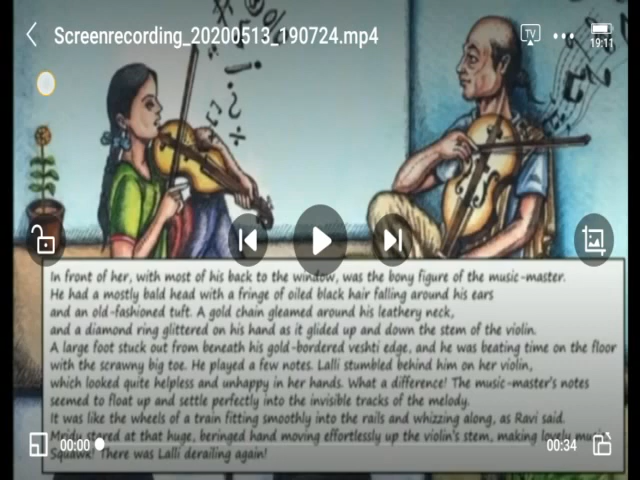 Screenrecording_20200513_190724.mp4
TV
19:11
In front of her, with most of his back to the window, was the bony figure of the music-master.
He had a mostly bald head with a fringe of oiled black hair falling around his ears
and an old-fashioned tuft. A gold chain gleamed around his leathery neck,
and a diamond ring glittered on his hand as it glided up and down the stem of the violin.
A large foot stuck out from beneath his gold-bordered veshti edge, and he was beating time on the floor
with the scrawny big toe. He played a few notes. Lalli stumbled behind him on her violin,
which looked quite helpless and unhappy in her hands. What a difference! The music-master's notes
seemed to float up and settle perfectly into the invisible tracks of the melody.
It was like the wheels of a train fitting smoothly into the rails and whizzing along, as Ravi said.
Mridu stared at that huge, beringed hand moving effortlessly up the violin's stem, making lovely music.
Squawk! There was Lalli derailing again!
00:00
00:34